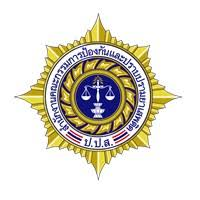 สำนักงานคณะกรรมการป้องกันและปราบปรามยาเสพติด
ป.ป.ส.